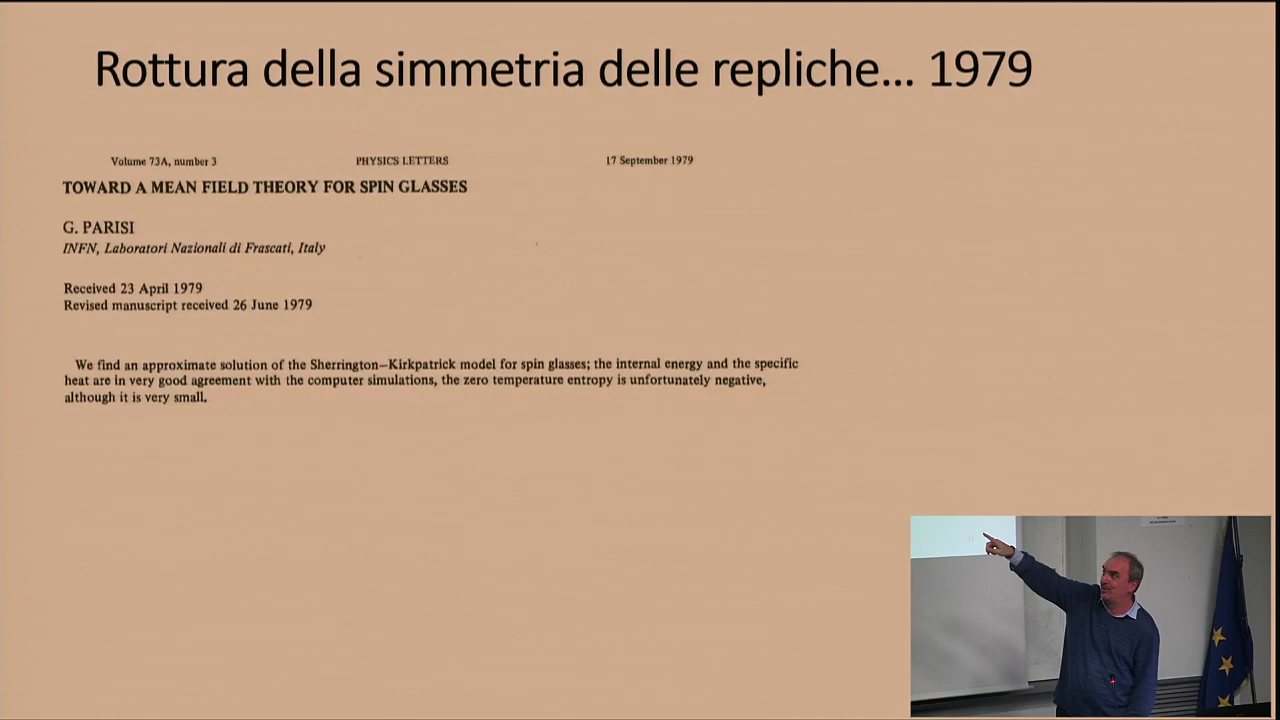 Rottura della simmetria delle repliche... 1979
Volume 73A, number 3 PHYSICS LETTERS 17 September 1979
TOWARD A MEAN FIELD THEORY FOR SPIN GLASSES
G. PARISI
INFN, Laboratori Nazionali di Frascati, Italy
Received 23 April 1979
Revised manuscript received 26 June 1979
We find an approximate solution of the Sherrington–Kirkpatrick model for spin glasses; the internal energy and the specific
heat are in very good agreement with the computer simulations, the zero temperature entropy is unfortunately negative,
although it is very small.